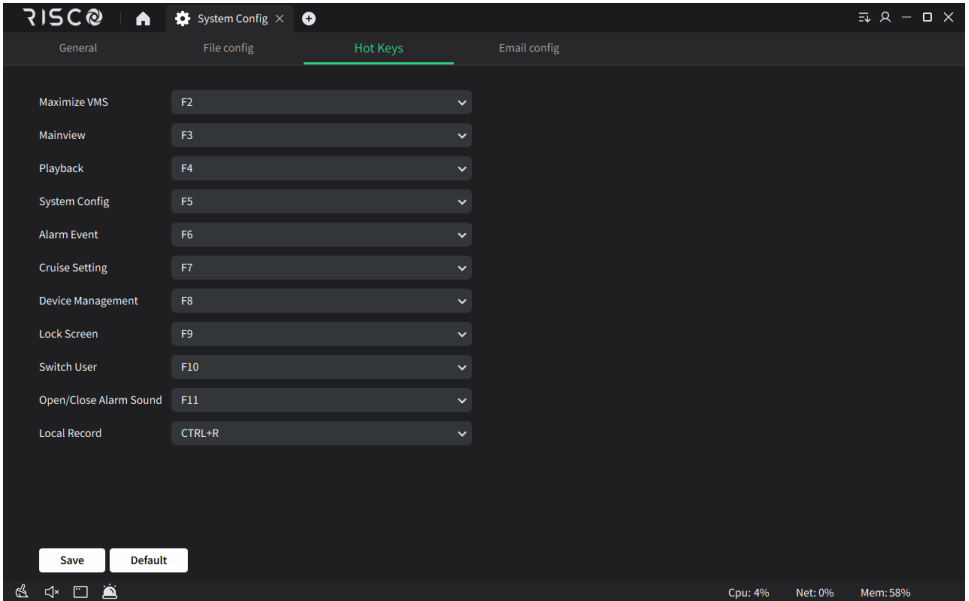 RISCO System Config
General File config Hot Keys Email config
Maximize VMS F2
Mainview F3
Playback F4
System Config F5
Alarm Event F6
Cruise Setting F7
Device Management F8
Lock Screen F9
Switch User F10
Open/Close Alarm Sound F11
Local Record CTRL+R
Save Default
Cpu: 4% Net: 0% Mem: 58%